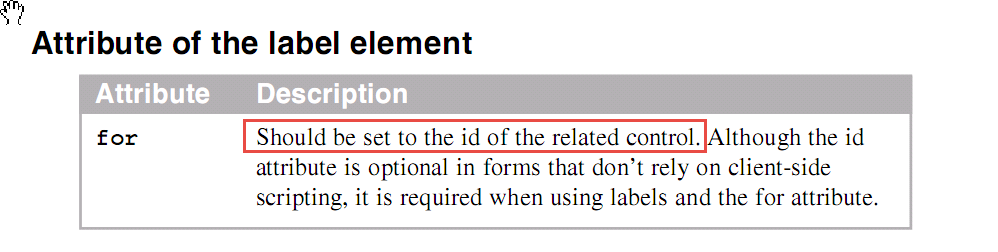 Attribute of the label element
Attribute Description
for Should be set to the id of the related control. Although the id
attribute is optional in forms that don’t rely on client-side
scripting, it is required when using labels and the for attribute.